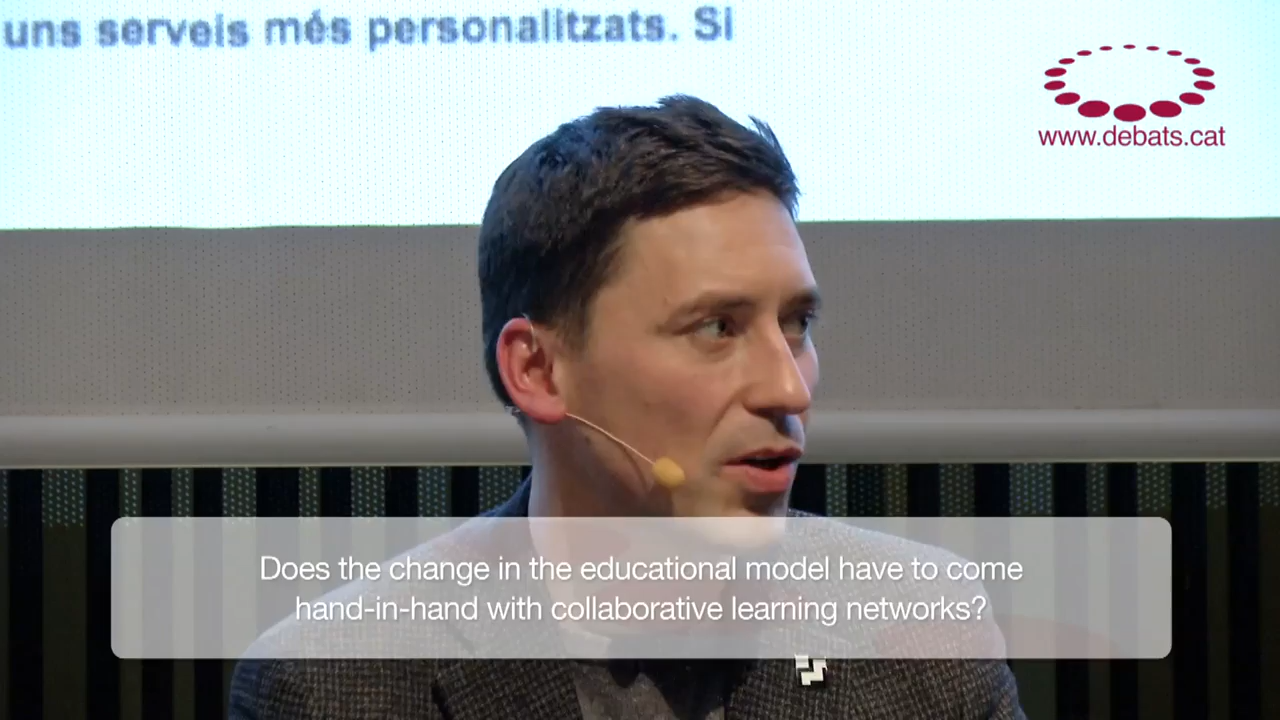 uns serveis més personalitzats. Si
www.debats.cat
Does the change in the educational model have to come
hand-in-hand with collaborative learning networks?